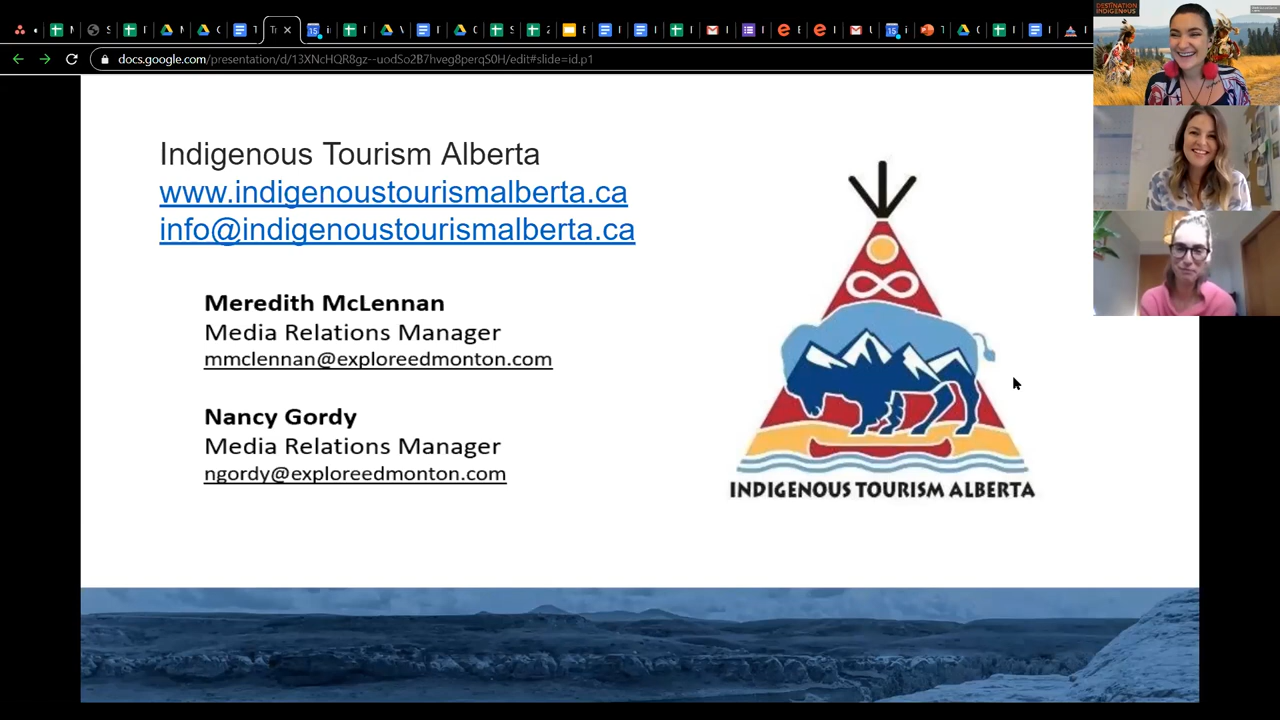 docs.google.com/presentation/d/13XNcHQR8gz--uodSo2B7hveg8perqS0H/edit#slide=id.p1
DESTINATION
INDIGENOUS
Indigenous Tourism Alberta
www.indigenoustourismalberta.ca
info@indigenoustourismalberta.ca
Meredith McLennan
Media Relations Manager
mmclennan@exploreedmonton.com
Nancy Gordy
Media Relations Manager
ngordy@exploreedmonton.com
INDIGENOUS TOURISM ALBERTA